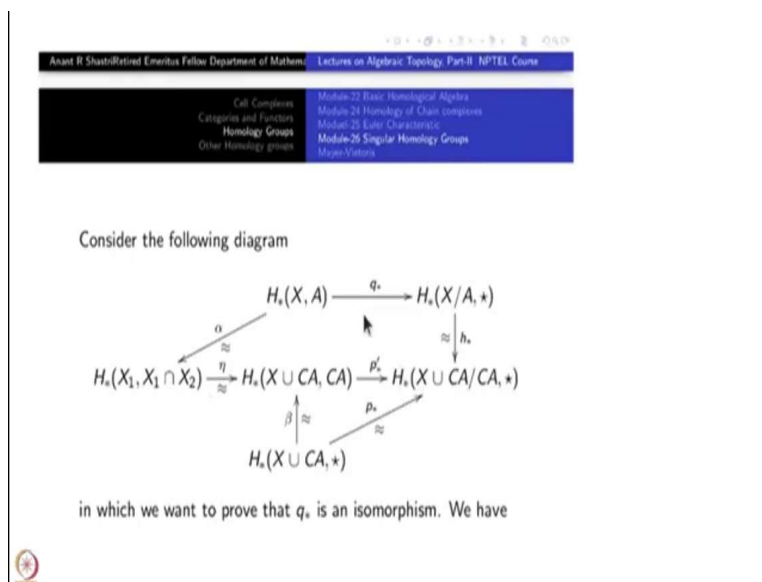 Anant R ShastriRetired Emeritus Fellow Department of Mathema Lectures on Algebraic Topology, Part-II NPTEL Course
Cell Complexes
Categories and Functors
Homology Groups
Other Homology groups
Module-22 Basic Homological Algebra
Module-24 Homology of Chain complexes
Moduel-25 Euler Characteristic
Module-26 Singular Homology Groups
Mayer-Vietoris
Consider the following diagram
q*
H*(X, A) → H*(X/A, ⋆)
α ≈ ≈ h*
η p'*
H*(X₁, X₁ ∩ X₂) → H*(X ∪ CA, CA) → H*(X ∪ CA/CA, ⋆)
≈
β ≈ p* ≈
H*(X ∪ CA, ⋆)
in which we want to prove that q* is an isomorphism. We have